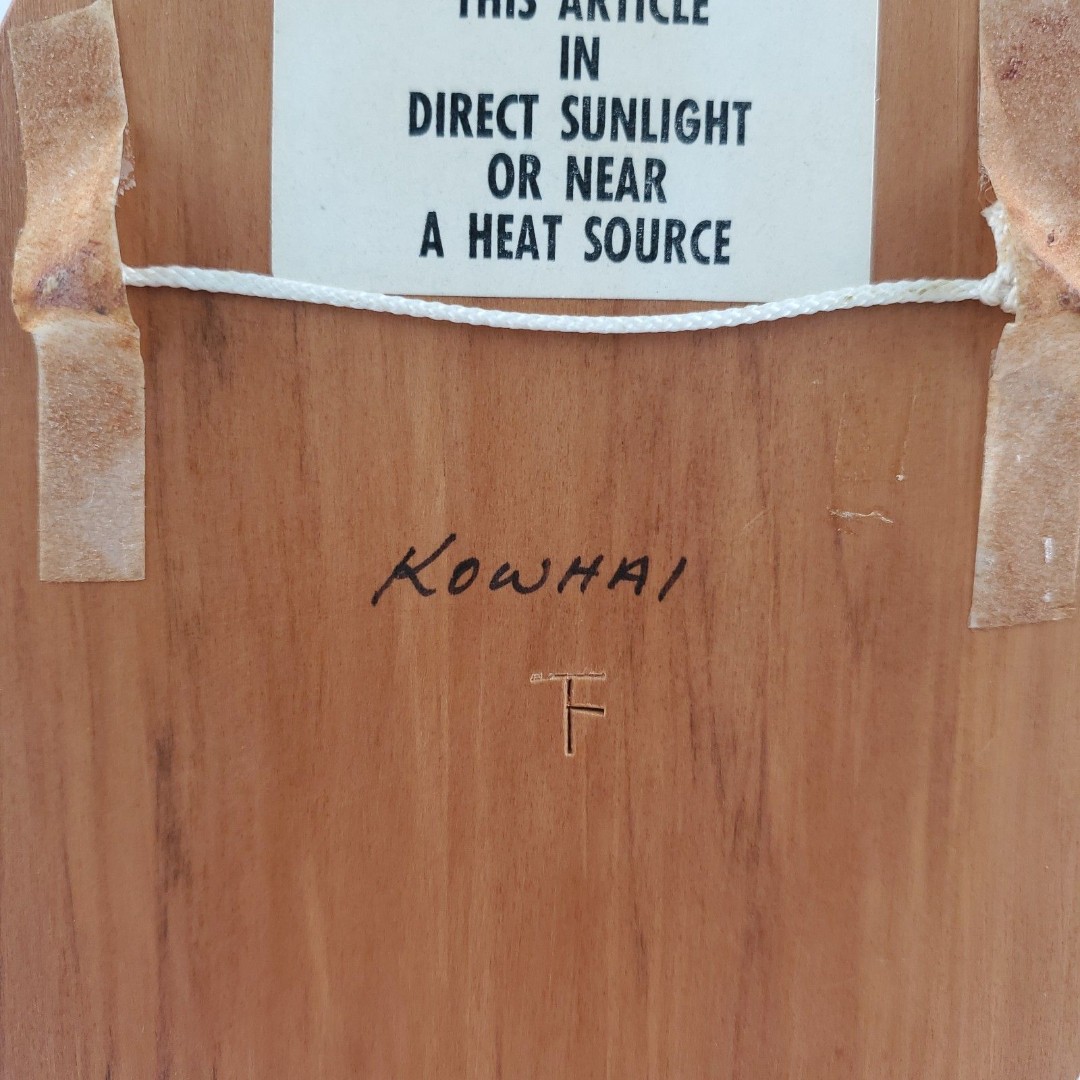 THIS ARTICLE
IN
DIRECT SUNLIGHT
OR NEAR
A HEAT SOURCE
KOWHAI
F